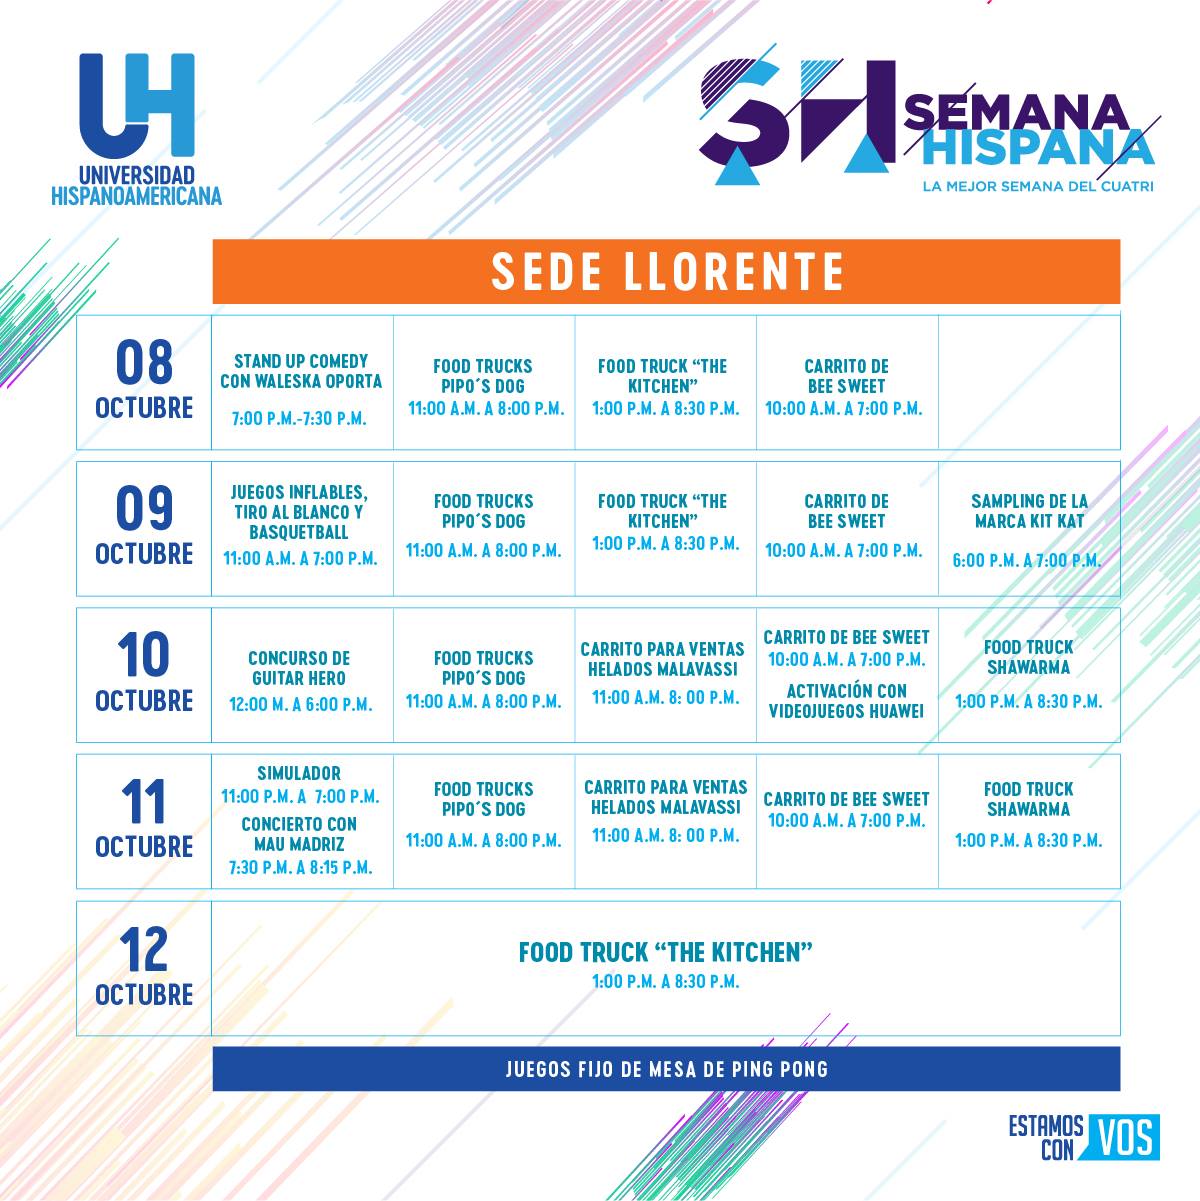 UH
UNIVERSIDAD
HISPANOAMERICANA
SH
SEMANA
HISPANA
LA MEJOR SEMANA DEL CUATRI
SEDE LLORENTE
08
OCTUBRE
STAND UP COMEDY
CON WALESKA OPORTA
7:00 P.M.-7:30 P.M.
FOOD TRUCKS
PIPO´S DOG
11:00 A.M. A 8:00 P.M.
FOOD TRUCK “THE
KITCHEN”
1:00 P.M. A 8:30 P.M.
CARRITO DE
BEE SWEET
10:00 A.M. A 7:00 P.M.
09
OCTUBRE
JUEGOS INFLABLES,
TIRO AL BLANCO Y
BASQUETBALL
11:00 A.M. A 7:00 P.M.
FOOD TRUCKS
PIPO´S DOG
11:00 A.M. A 8:00 P.M.
FOOD TRUCK “THE
KITCHEN”
1:00 P.M. A 8:30 P.M.
CARRITO DE
BEE SWEET
10:00 A.M. A 7:00 P.M.
SAMPLING DE LA
MARCA KIT KAT
6:00 P.M. A 7:00 P.M.
10
OCTUBRE
CONCURSO DE
GUITAR HERO
12:00 M. A 6:00 P.M.
FOOD TRUCKS
PIPO´S DOG
11:00 A.M. A 8:00 P.M.
CARRITO PARA VENTAS
HELADOS MALAVASSI
11:00 A.M. 8: 00 P.M.
CARRITO DE BEE SWEET
10:00 A.M. A 7:00 P.M.
ACTIVACIÓN CON
VIDEOJUEGOS HUAWEI
FOOD TRUCK
SHAWARMA
1:00 P.M. A 8:30 P.M.
11
OCTUBRE
SIMULADOR
11:00 P.M. A 7:00 P.M.
CONCIERTO CON
MAU MADRIZ
7:30 P.M. A 8:15 P.M.
FOOD TRUCKS
PIPO´S DOG
11:00 A.M. A 8:00 P.M.
CARRITO PARA VENTAS
HELADOS MALAVASSI
11:00 A.M. 8: 00 P.M.
CARRITO DE BEE SWEET
10:00 A.M. A 7:00 P.M.
FOOD TRUCK
SHAWARMA
1:00 P.M. A 8:30 P.M.
12
OCTUBRE
FOOD TRUCK “THE KITCHEN”
1:00 P.M. A 8:30 P.M.
JUEGOS FIJO DE MESA DE PING PONG
ESTAMOS
CON VOS